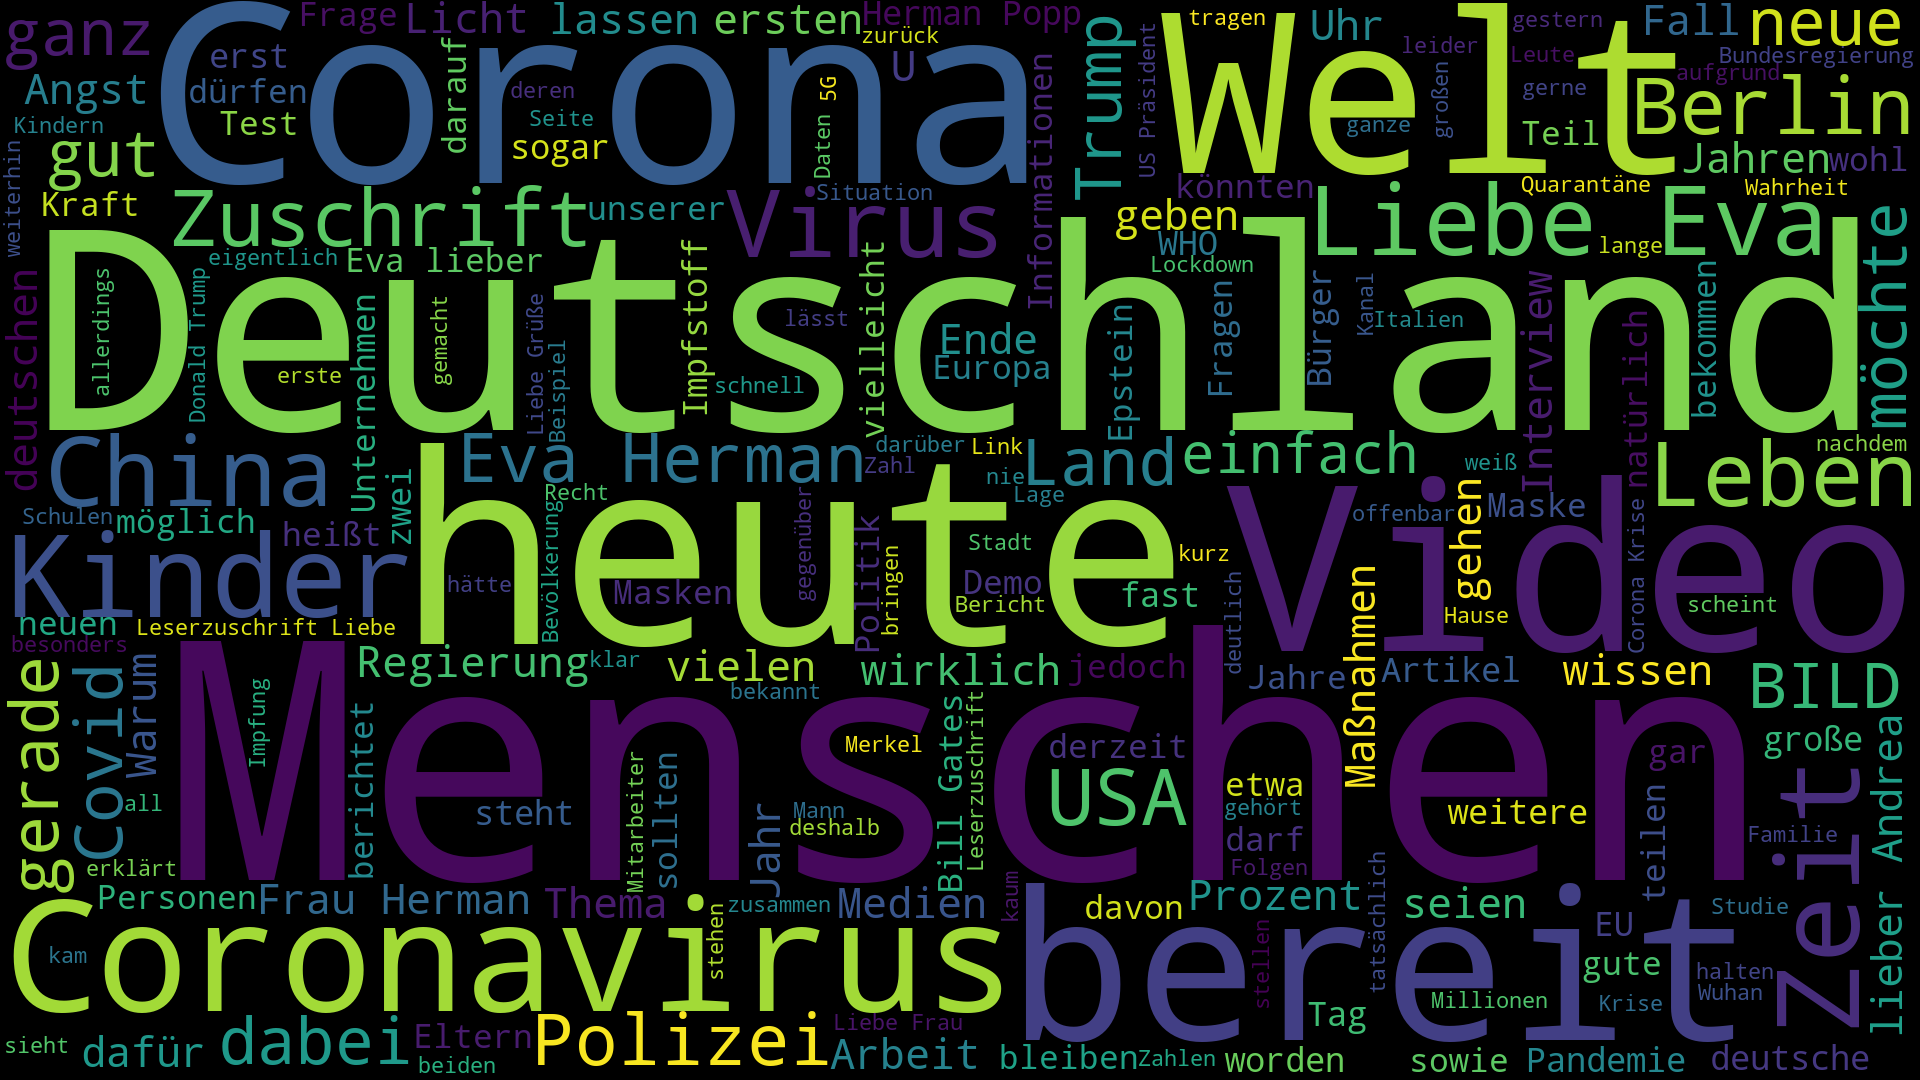 ganz
Frage
Licht
lassen
ersten
Herman Popp
tragen
Uhr
gestern
Fall
neue
Corona
Welt
erst
Angst
dürfen
darauf
deren
zurück
U
Trump
US Präsident
leider
Leute
Bundesregierung
aufgrund
Kindern
Test
Seite
Daten 5G
Informationen
großen
gerne
ganze
Berlin
gut
sogar
Teil
Jahren
wohl
weiterhin
Kraft
Zuschrift
unserer
Virus
Situation
könnten
Liebe
Quarantäne
Eva
Wahrheit
geben
WHO
lange
möchte
eigentlich
Eva lieber
Lockdown
Deutschland
deutschen
allerdings
Donald Trump
erste
Unternehmen
gemacht
Liebe Grüße
Beispiel
Impfstoff
lässt
schnell
vielleicht
Ende
Europa
Epstein
Fragen
Bürger
Kanal
Italien
Interview
natürlich
bekommen
China
Eva Herman
darüber
Zahl
Link
nie
Lage
Land
einfach
weiß
nachdem
Leben
Schulen
möglich
heißt
zwei
heute
Recht
Bevölkerung
gegenüber
Politik
bringen
Stadt
Video
offenbar
gehen
Maske
Corona Krise
Kinder
hätte
Masken
Demo
Bericht
kurz
fast
deutlich
Maßnahmen
Hause
scheint
neuen
Leserzuschrift Liebe
besonders
gerade
Covid
Warum
Regierung
klar
vielen
wirklich
jedoch
Jahre
Artikel
wissen
BILD
Impfung
berichtet
bekannt
Menschen
Merkel
Bill Gates
Leserzuschrift
derzeit
gar
große
lieber Andrea
all
steht
Mitarbeiter
sollten
Jahr
Mann
deshalb
USA
etwa
gehört
darf
Folgen
weitere
teilen
Familie
Zeit
erklärt
Personen
Frau Herman
Thema
stehen
zusammen
Medien
kaum
davon
Prozent
tatsächlich
seien
EU
Studie
Coronavirus
kam
bereit
stellen
gute
halten
Wuhan
Millionen
Krise
Tag
sieht
dafür
dabei
Eltern
beiden
Polizei
Liebe Frau
Arbeit
bleiben
Zahlen
worden
sowie
Pandemie
deutsche